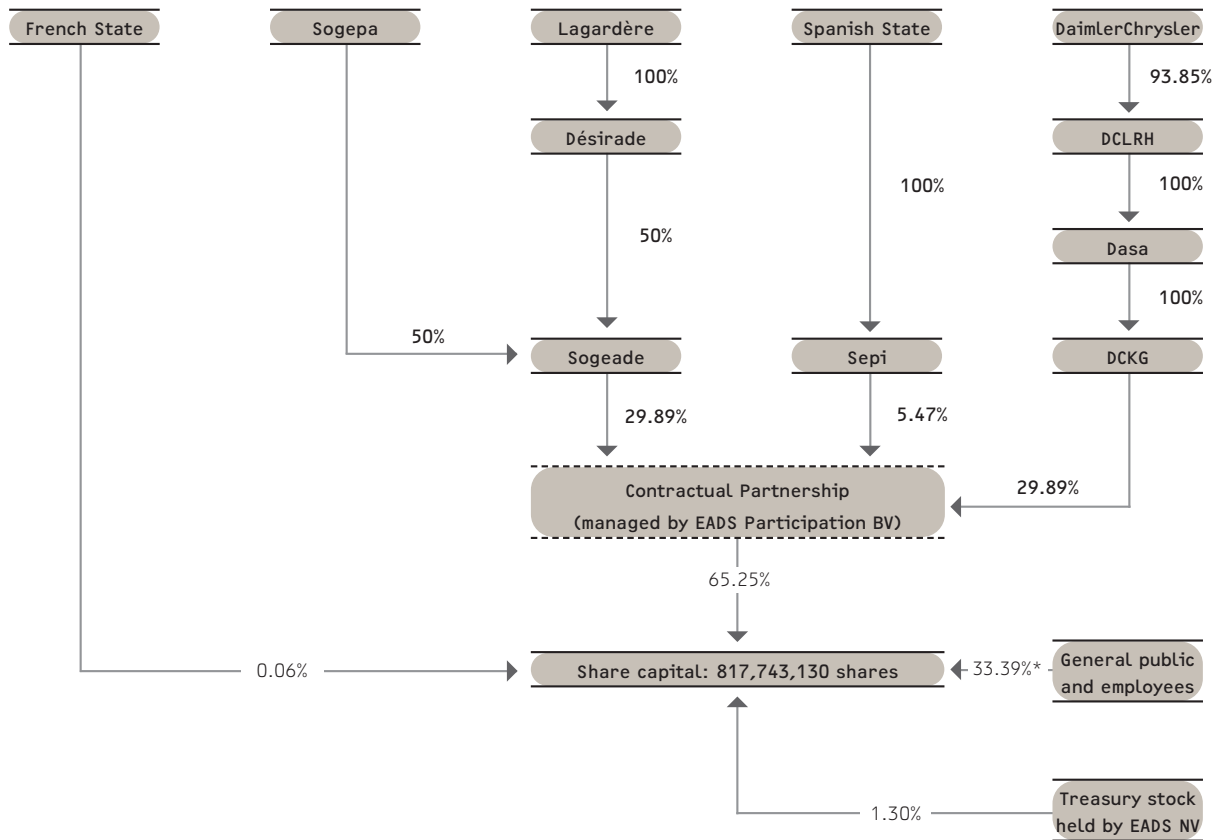 French State
Sogepa
Lagardère
Spanish State
DaimlerChrysler
100%
93.85%
Désirade
DCLRH
100%
100%
50%
Dasa
100%
50%
Sogeade
Sepi
DCKG
29.89%
5.47%
Contractual Partnership
(managed by EADS Participation BV)
29.89%
65.25%
0.06%
Share capital: 817,743,130 shares
33.39%*
General public
and employees
1.30%
Treasury stock
held by EADS NV